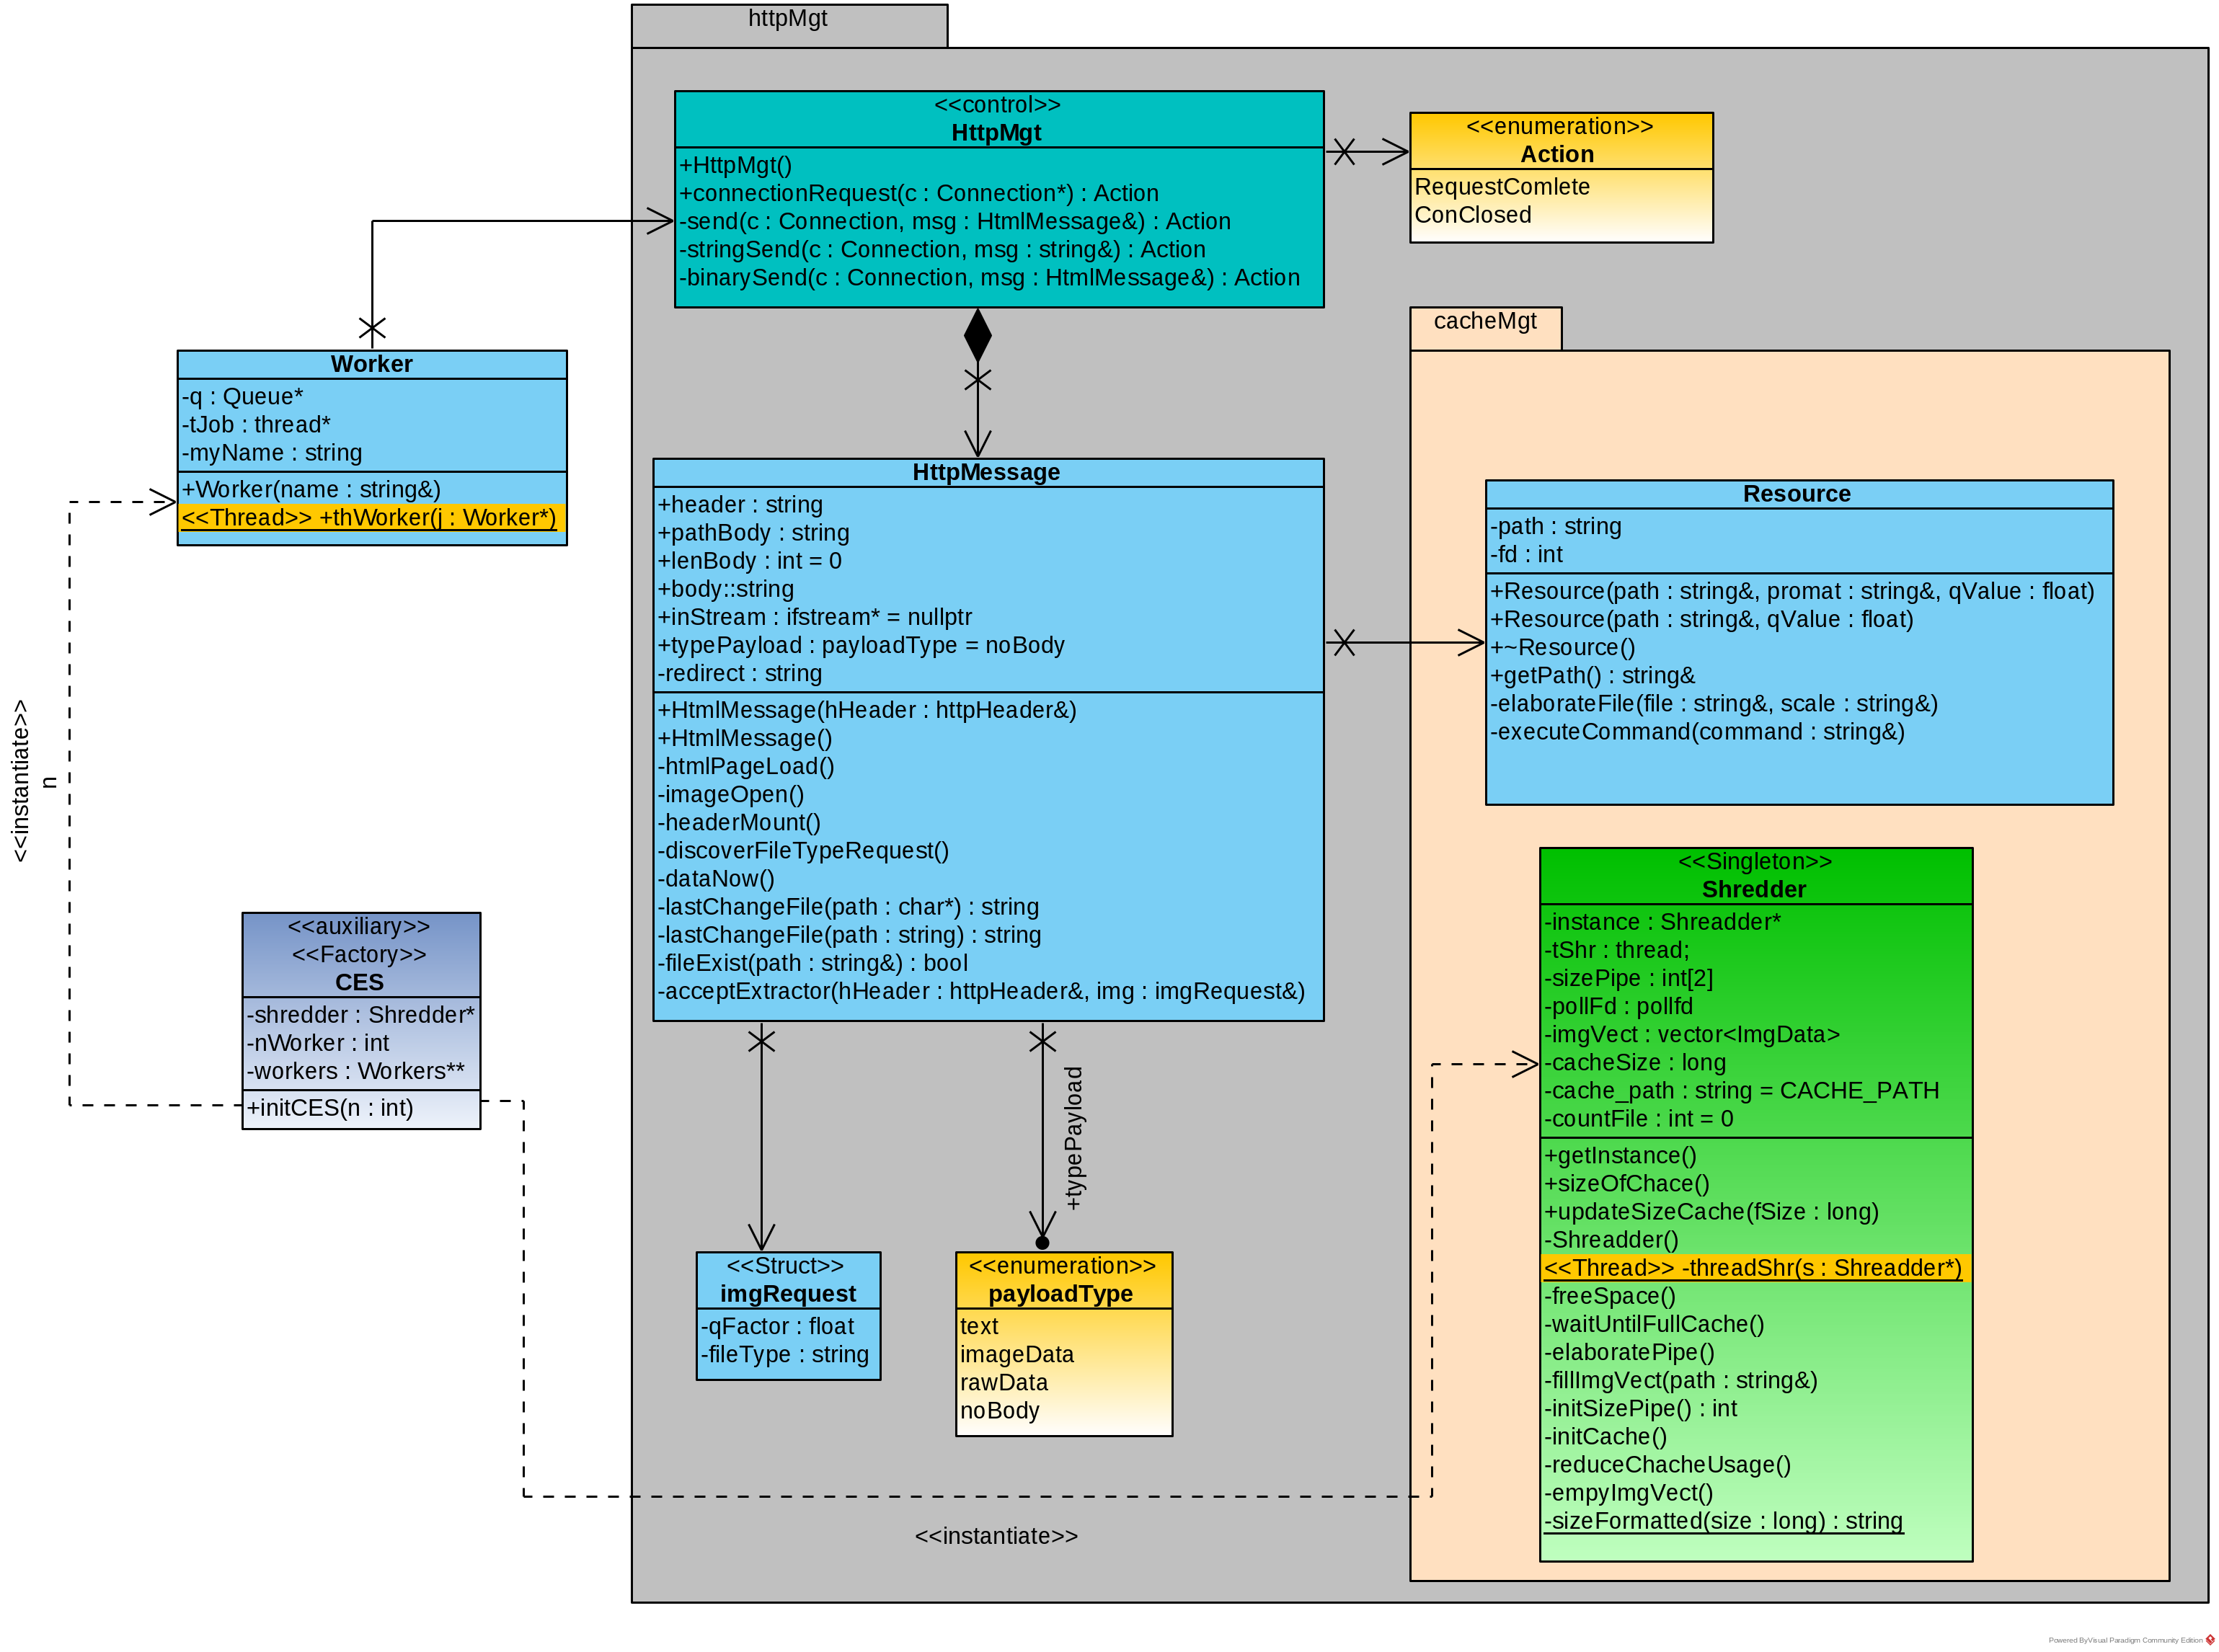 httpMgt
<<control>>
HttpMgt
+HttpMgt()
+connectionRequest(c : Connection*) : Action
-send(c : Connection, msg : HtmlMessage&) : Action
-stringSend(c : Connection, msg : string&) : Action
-binarySend(c : Connection, msg : HtmlMessage&) : Action
<<enumeration>>
Action
RequestComlete
ConClosed
Worker
-q : Queue*
-tJob : thread*
-myName : string
+Worker(name : string&)
<<Thread>> +thWorker(j : Worker*)
cacheMgt
HttpMessage
+header : string
+pathBody : string
+lenBody : int = 0
+body::string
+inStream : ifstream* = nullptr
+typePayload : payloadType = noBody
-redirect : string
+HtmlMessage(hHeader : httpHeader&)
+HtmlMessage()
-htmlPageLoad()
-imageOpen()
-headerMount()
-discoverFileTypeRequest()
-dataNow()
-lastChangeFile(path : char*) : string
-lastChangeFile(path : string) : string
-fileExist(path : string&) : bool
-acceptExtractor(hHeader : httpHeader&, img : imgRequest&)
Resource
-path : string
-fd : int
+Resource(path : string&, promat : string&, qValue : float)
+Resource(path : string&, qValue : float)
+~Resource()
+getPath() : string&
-elaborateFile(file : string&, scale : string&)
-executeCommand(command : string&)
<<instantiate>>
n
<<auxiliary>>
<<Factory>>
CES
-shredder : Shredder*
-nWorker : int
-workers : Workers**
+initCES(n : int)
<<Singleton>>
Shredder
-instance : Shreadder*
-tShr : thread;
-sizePipe : int[2]
-pollFd : pollfd
-imgVect : vector<ImgData>
-cacheSize : long
-cache_path : string = CACHE_PATH
-countFile : int = 0
+getInstance()
+sizeOfChace()
+updateSizeCache(fSize : long)
-Shreadder()
<<Thread>> -threadShr(s : Shreadder*)
-freeSpace()
-waitUntilFullCache()
-elaboratePipe()
-fillImgVect(path : string&)
-initSizePipe() : int
-initCache()
-reduceChacheUsage()
-empyImgVect()
-sizeFormatted(size : long) : string
+typePayload
<<Struct>>
imgRequest
-qFactor : float
-fileType : string
<<enumeration>>
payloadType
text
imageData
rawData
noBody
<<instantiate>>
Powered ByVisual Paradigm Community Edition